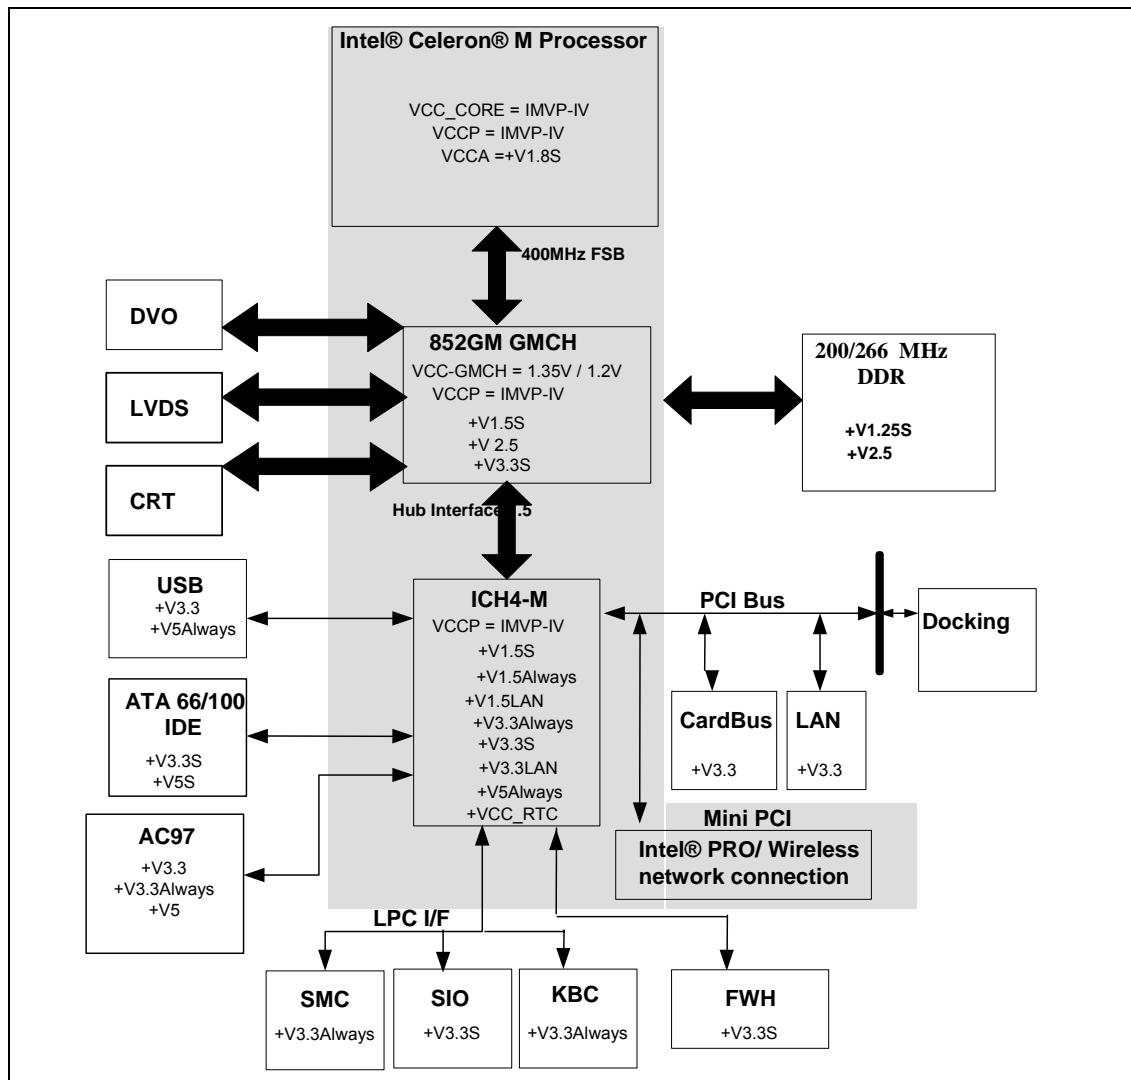 Intel® Celeron® M Processor
VCC_CORE = IMVP-IV
VCCP = IMVP-IV
VCCA =+V1.8S
400MHz FSB
DVO
LVDS
CRT
852GM GMCH
VCC-GMCH = 1.35V / 1.2V
VCCP = IMVP-IV
+V1.5S
+V 2.5
+V3.3S
200/266 MHz
DDR
+V1.25S
+V2.5
Hub Interface .5
USB
+V3.3
+V5Always
ATA 66/100
IDE
+V3.3S
+V5S
AC97
+V3.3
+V3.3Always
+V5
ICH4-M
VCCP = IMVP-IV
+V1.5S
+V1.5Always
+V1.5LAN
+V3.3Always
+V3.3S
+V3.3LAN
+V5Always
+VCC_RTC
PCI Bus
Docking
CardBus
+V3.3
LAN
+V3.3
Mini PCI
Intel® PRO/ Wireless
network connection
LPC I/F
SMC
+V3.3Always
SIO
+V3.3S
KBC
+V3.3Always
FWH
+V3.3S